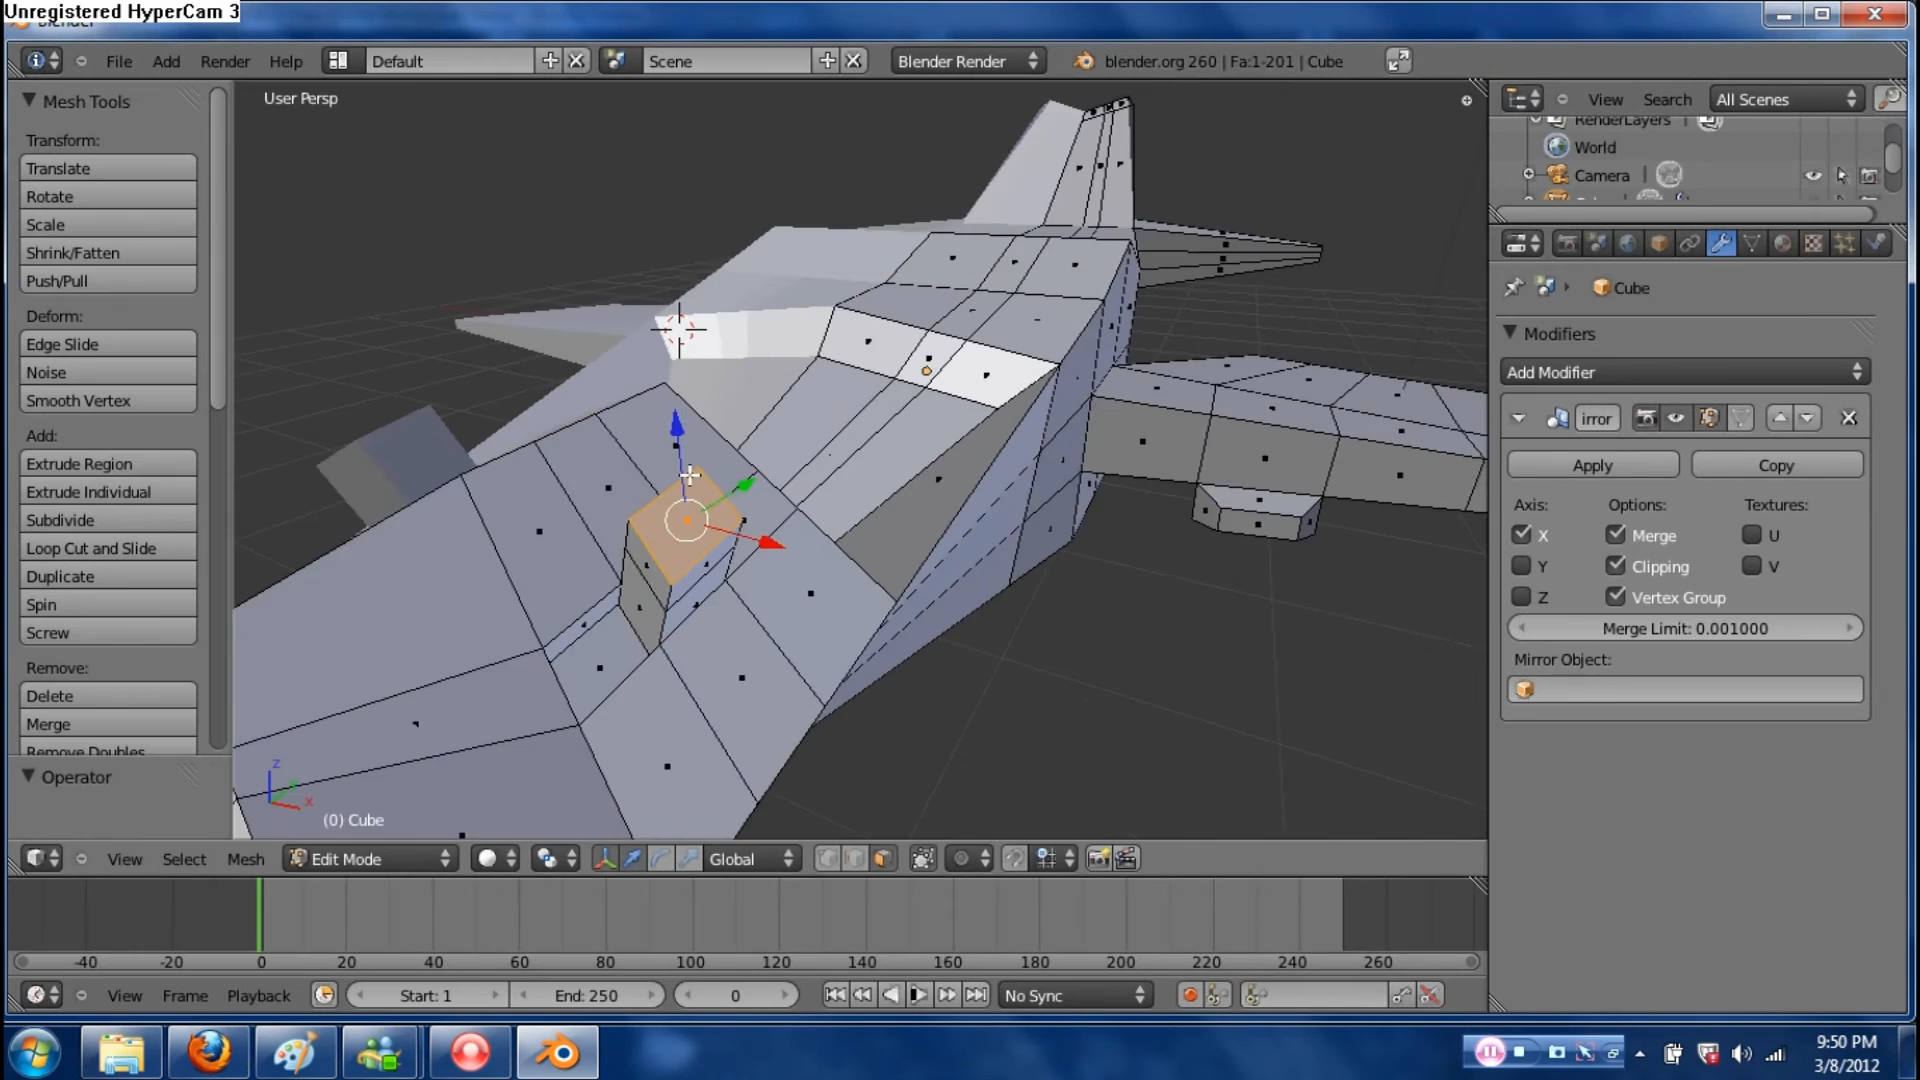 Unregistered HyperCam 3
Blender
File Add Render Help Default Scene Blender Render blender.org 260 | Fa:1-201 | Cube
Mesh Tools
Transform:
Translate
Rotate
Scale
Shrink/Fatten
Push/Pull
Deform:
Edge Slide
Noise
Smooth Vertex
Add:
Extrude Region
Extrude Individual
Subdivide
Loop Cut and Slide
Duplicate
Spin
Screw
Remove:
Delete
Merge
Remove Doubles
Operator
User Persp
z
x
(0) Cube
View Search All Scenes
RenderLayers |
World
Camera |
Cube
Modifiers
Add Modifier
irror
Apply Copy
Axis: Options: Textures:
X Merge U
Y Clipping V
Z Vertex Group
Merge Limit: 0.001000
Mirror Object:
View Select Mesh Edit Mode Global
-40 -20 0 20 40 60 80 100 120 140 160 180 200 220 240 260
View Frame Playback Start: 1 End: 250 0 No Sync
9:50 PM
3/8/2012